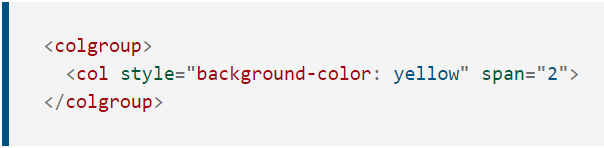 <colgroup>
  <col style="background-color: yellow" span="2">
</colgroup>